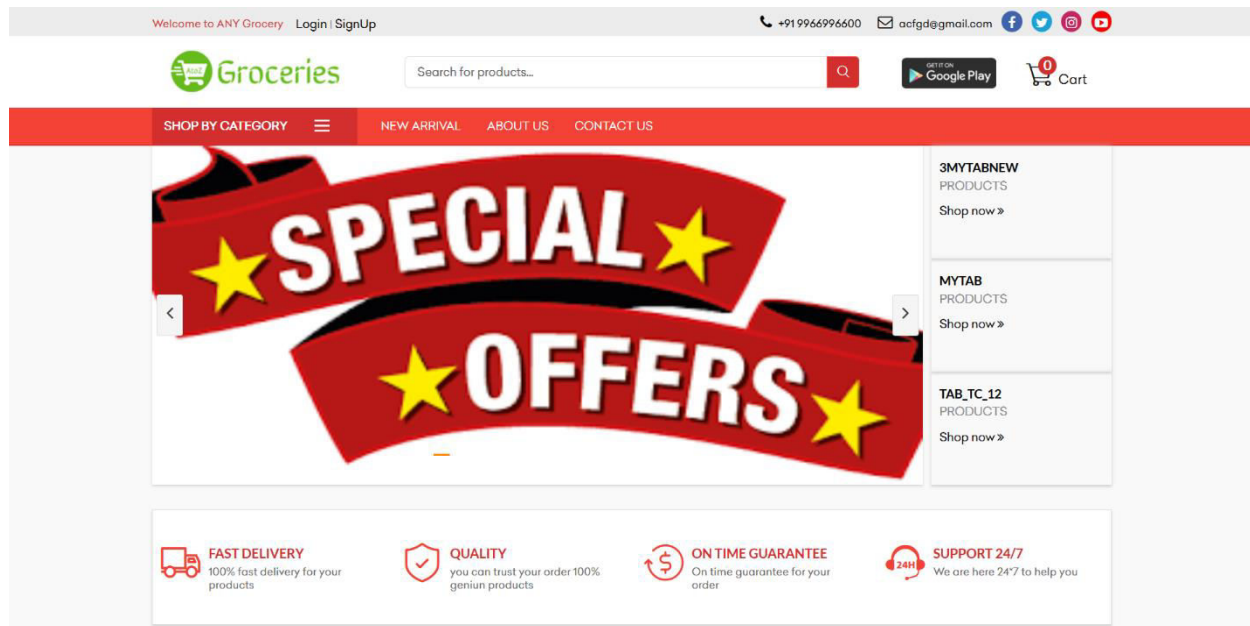 Welcome to ANY Grocery Login | SignUp
+91 9966996600 acfgd@gmail.com
AtoZ Groceries
Search for products...
GET IT ON
Google Play
0
Cart
SHOP BY CATEGORY
NEW ARRIVAL ABOUT US CONTACT US
SPECIAL
OFFERS
3MYTABNEW
PRODUCTS
Shop now »
MYTAB
PRODUCTS
Shop now »
TAB_TC_12
PRODUCTS
Shop now »
FAST DELIVERY
100% fast delivery for your
products
QUALITY
you can trust your order 100%
geniun products
ON TIME GUARANTEE
On time guarantee for your
order
24H
SUPPORT 24/7
We are here 24*7 to help you